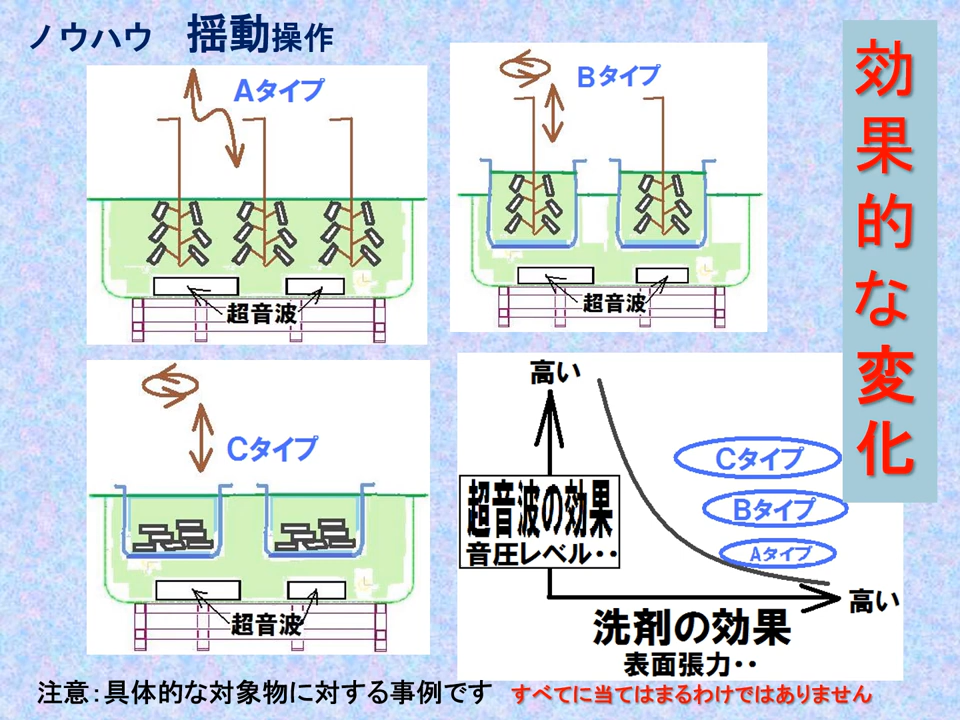 ノウハウ 揺動操作
Aタイプ
超音波
Bタイプ
超音波
効果的な変化
Cタイプ
超音波
高い
超音波の効果
音圧レベル・・
Cタイプ
Bタイプ
Aタイプ
高い
洗剤の効果
表面張力・・
注意：具体的な対象物に対する事例です すべてに当てはまるわけではありません